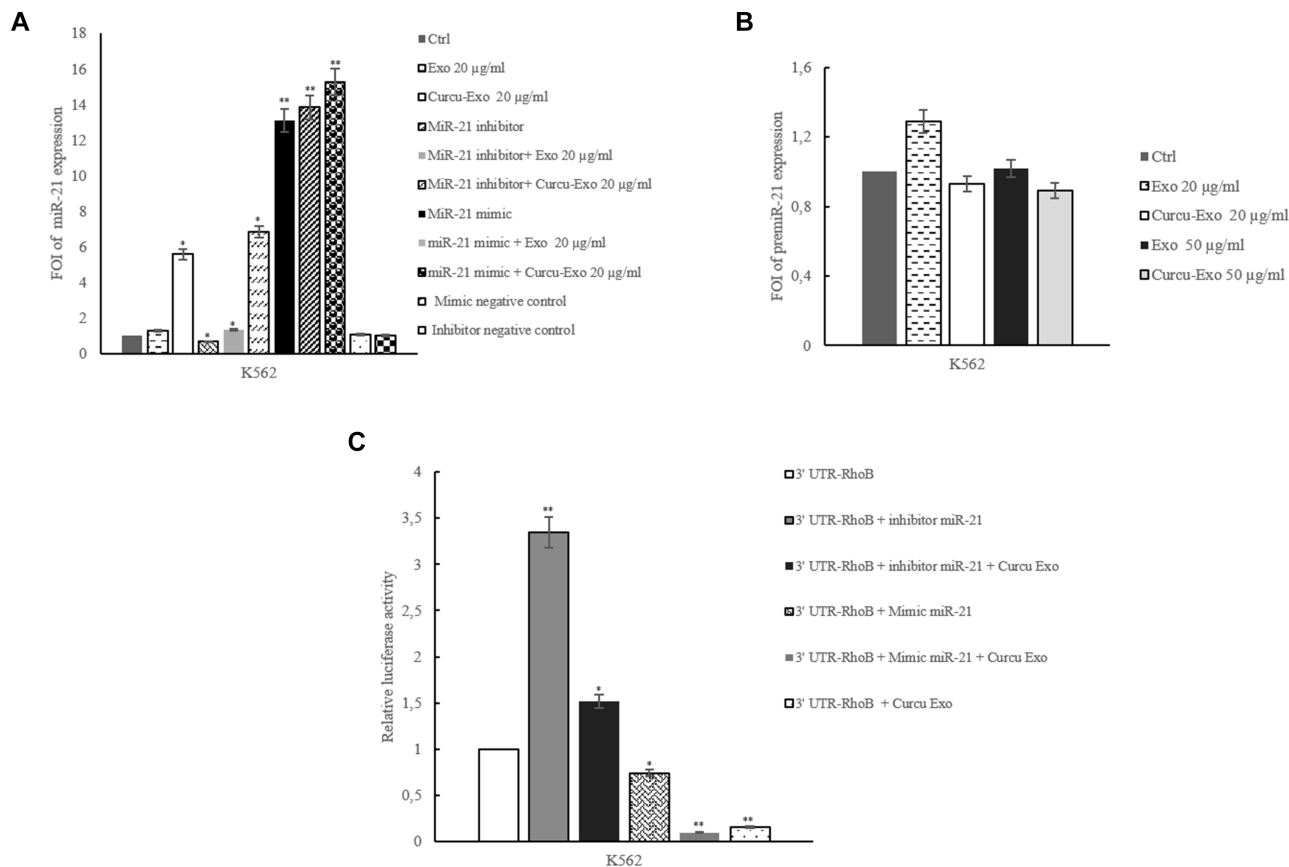 A
FOI of miR-21 expression
18
16
14
12
10
8
6
4
2
0
*
*
*
*
**
**
**
K562
Ctrl
Exo 20 µg/ml
Curcu-Exo 20 µg/ml
MiR-21 inhibitor
MiR-21 inhibitor+ Exo 20 µg/ml
MiR-21 inhibitor+ Curcu-Exo 20 µg/ml
MiR-21 mimic
miR-21 mimic + Exo 20 µg/ml
miR-21 mimic + Curcu-Exo 20 µg/ml
Mimic negative control
Inhibitor negative control
B
FOI of premiR-21 expression
1,6
1,2
0,8
0,4
0
K562
Ctrl
Exo 20 µg/ml
Curcu-Exo 20 µg/ml
Exo 50 µg/ml
Curcu-Exo 50 µg/ml
C
Relative luciferase activity
4
3,5
3
2,5
2
1,5
1
0,5
0
**
*
*
**
**
K562
3' UTR-RhoB
3' UTR-RhoB + inhibitor miR-21
3' UTR-RhoB + inhibitor miR-21 + Curcu Exo
3' UTR-RhoB + Mimic miR-21
3' UTR-RhoB + Mimic miR-21 + Curcu Exo
3' UTR-RhoB + Curcu Exo